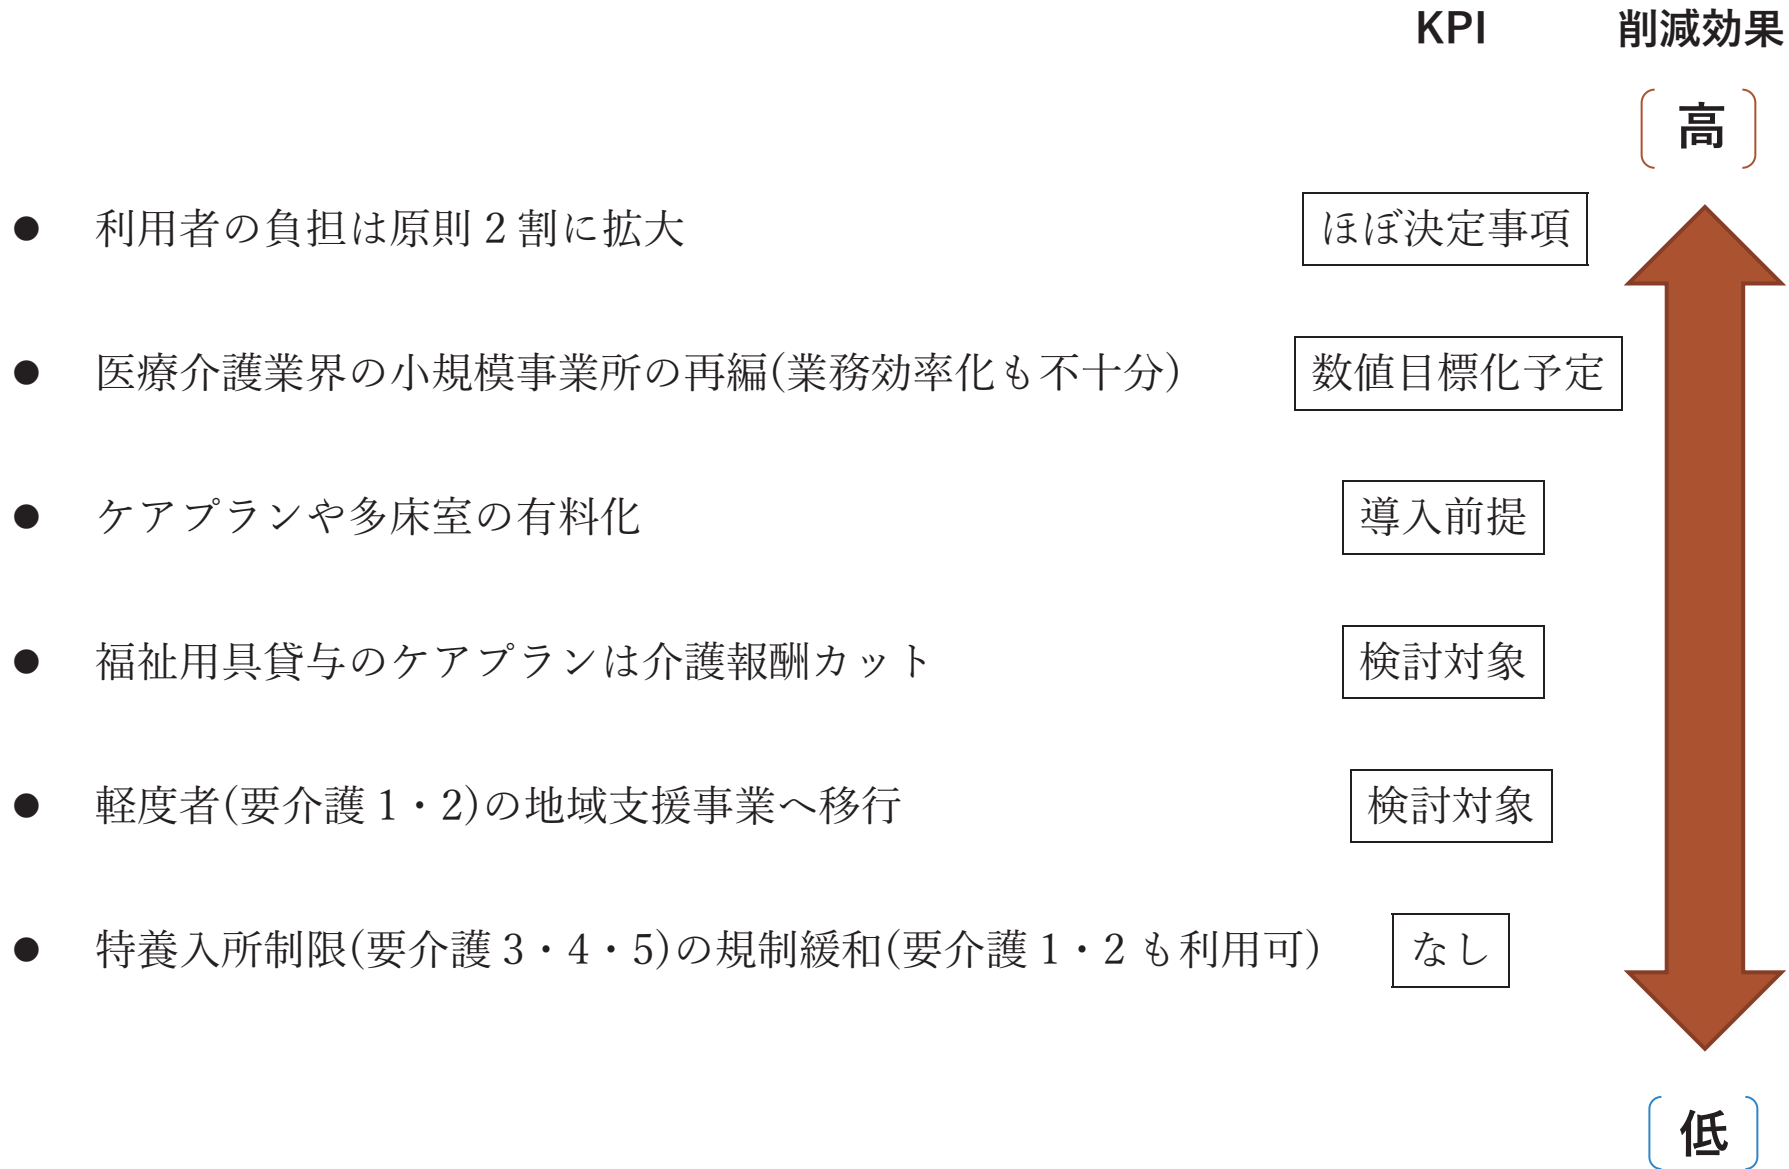 KPI 削減効果
高
● 利用者の負担は原則2割に拡大 ほぼ決定事項
● 医療介護業界の小規模事業所の再編(業務効率化も不十分) 数値目標化予定
● ケアプランや多床室の有料化 導入前提
● 福祉用具貸与のケアプランは介護報酬カット 検討対象
● 軽度者(要介護1・2)の地域支援事業へ移行 検討対象
● 特養入所制限(要介護3・4・5)の規制緩和(要介護1・2も利用可) なし
低